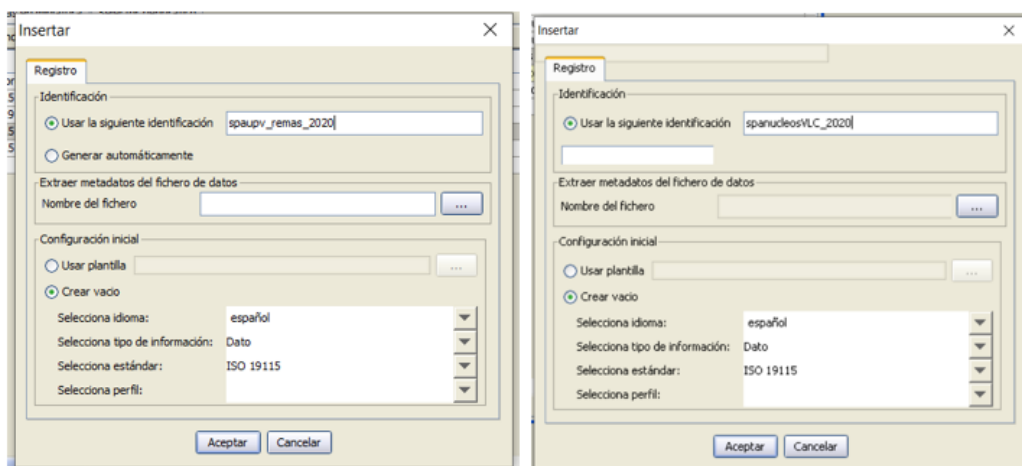 Insertar
Registro
Identificación
Usar la siguiente identificación spaupv_remas_2020
Generar automáticamente
Extraer metadatos del fichero de datos
Nombre del fichero ...
Configuración inicial
Usar plantilla ...
Crear vacio
Selecciona idioma: español
Selecciona tipo de información: Dato
Selecciona estándar: ISO 19115
Selecciona perfil:
Aceptar Cancelar
Insertar
Registro
Identificación
Usar la siguiente identificación spanucleosVLC_2020
Extraer metadatos del fichero de datos
Nombre del fichero ...
Configuración inicial
Usar plantilla ...
Crear vacio
Selecciona idioma: español
Selecciona tipo de información: Dato
Selecciona estándar: ISO 19115
Selecciona perfil:
Aceptar Cancelar